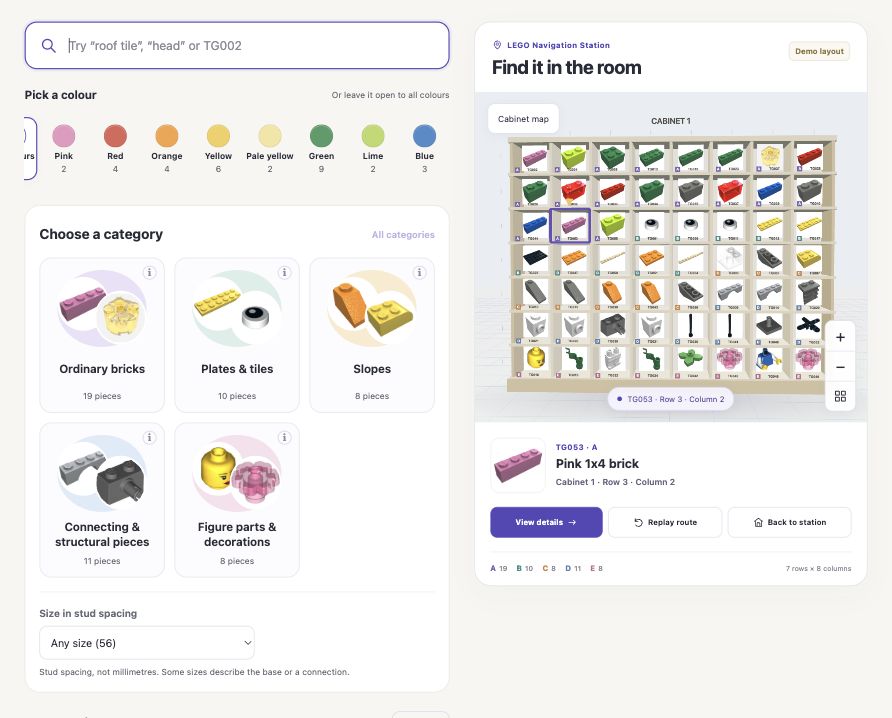 Try “roof tile”, “head” or TG002
Pick a colour
Or leave it open to all colours
Pink
2
Red
4
Orange
4
Yellow
6
Pale yellow
2
Green
9
Lime
2
Blue
3
Choose a category
All categories
Ordinary bricks
19 pieces
Plates & tiles
10 pieces
Slopes
8 pieces
Connecting &
structural pieces
11 pieces
Figure parts &
decorations
8 pieces
Size in stud spacing
Any size (56)
Stud spacing, not millimetres. Some sizes describe the base or a connection.
LEGO Navigation Station
Find it in the room
Demo layout
Cabinet map
CABINET 1
TG053 · Row 3 · Column 2
TG053 · A
Pink 1x4 brick
Cabinet 1 · Row 3 · Column 2
View details →
Replay route
Back to station
A 19 B 10 C 8 D 11 E 8
7 rows × 8 columns